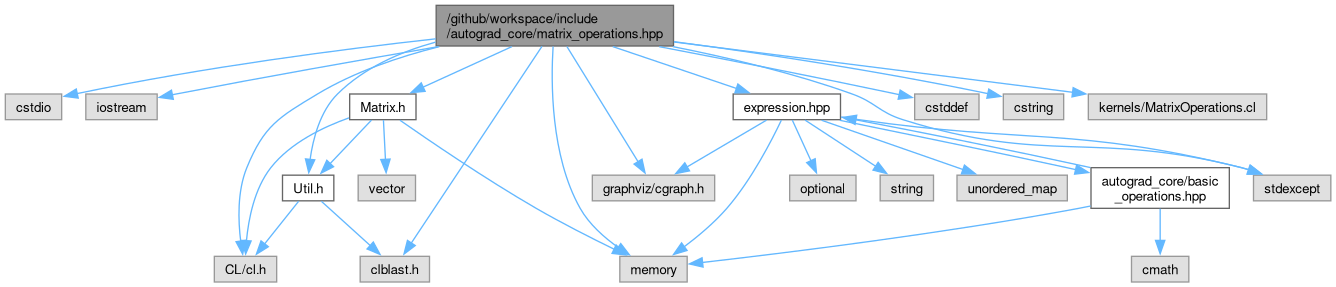 /github/workspace/include
/autograd_core/matrix_operations.hpp
cstdio
iostream
Matrix.h
expression.hpp
cstddef
cstring
kernels/MatrixOperations.cl
Util.h
vector
graphviz/cgraph.h
optional
string
unordered_map
autograd_core/basic
_operations.hpp
stdexcept
CL/cl.h
clblast.h
memory
cmath